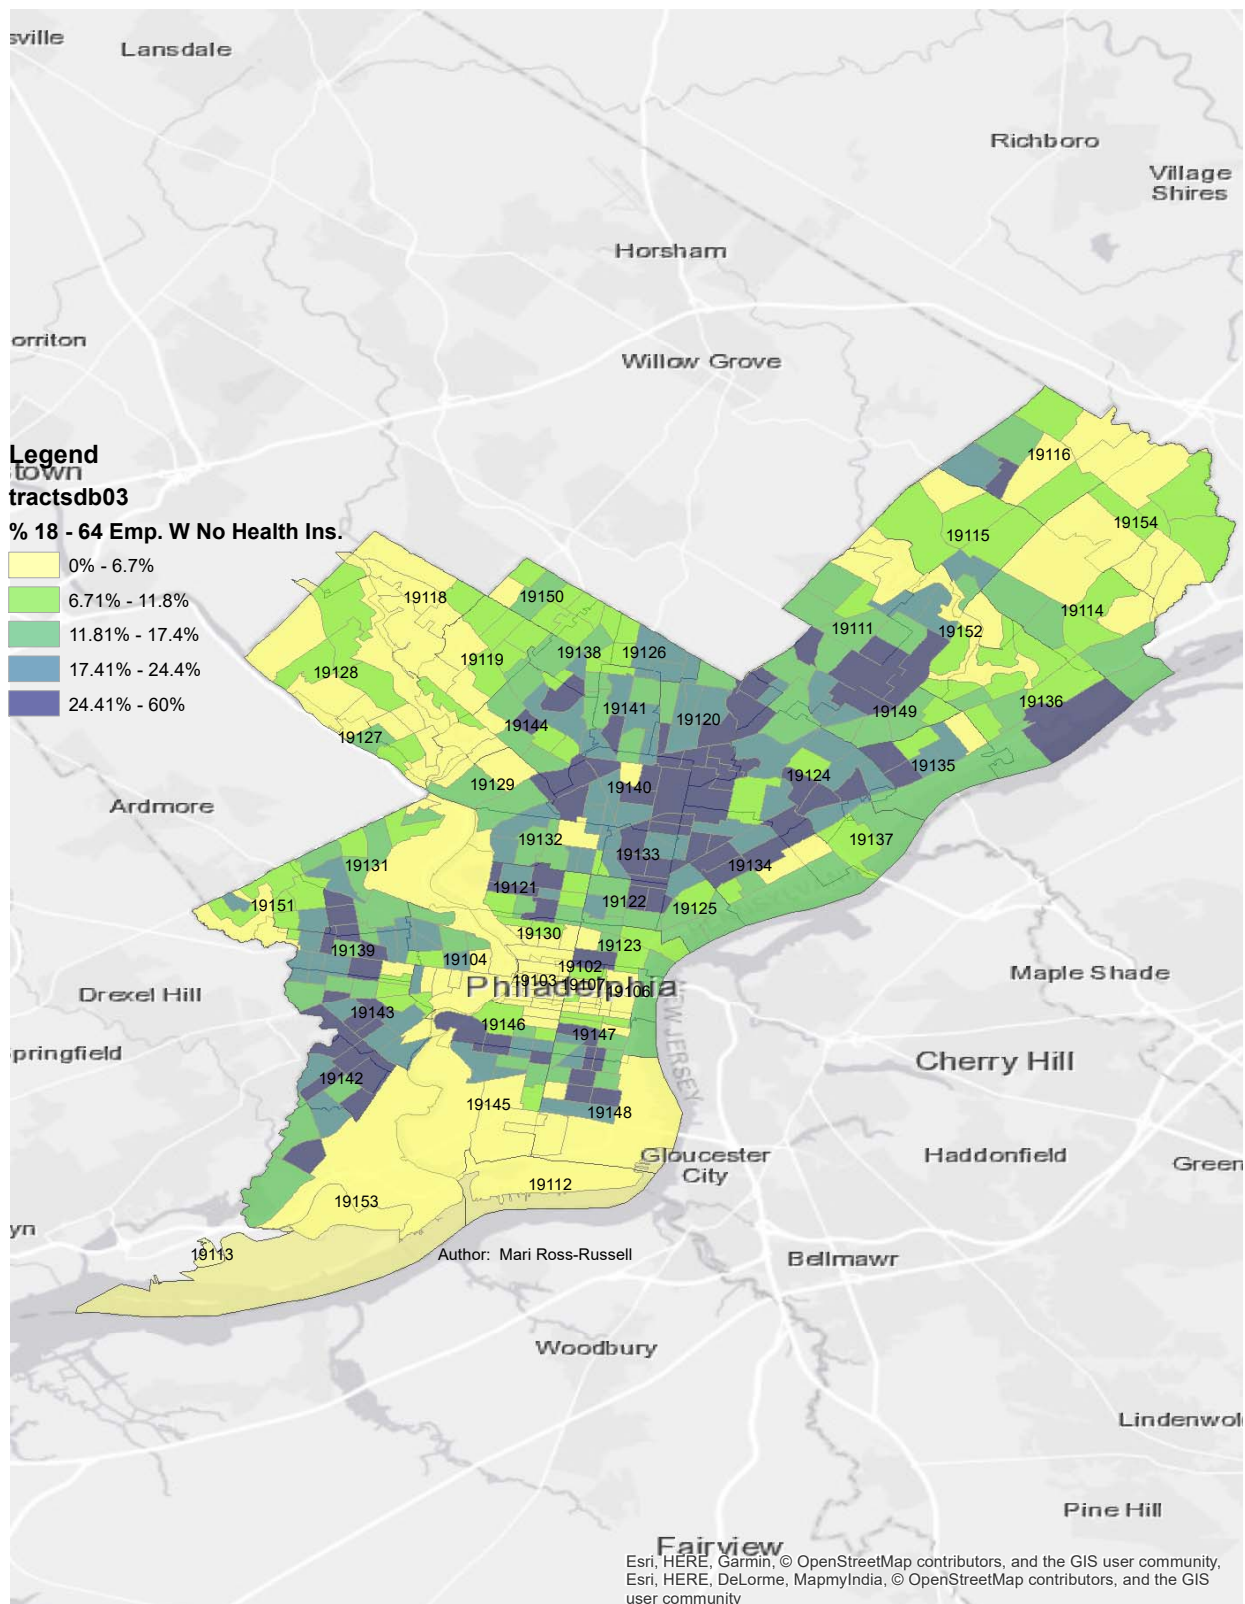 sville
Lansdale
Richboro
Village
Shires
Horsham
orriton
Willow Grove
Legend
town
tractsdb03
% 18 - 64 Emp. W No Health Ins.
0% - 6.7%
6.71% - 11.8%
11.81% - 17.4%
17.41% - 24.4%
24.41% - 60%
19116
19154
19115
19118
19150
19114
19111
19152
19119
19138
19126
19128
19136
19141
19149
19144
19120
19127
19135
19124
19129
19140
Ardmore
19132
19137
19133
19131
19134
19121
19122
19151
19125
19130
19123
19139
19104
19102
19103
19107
19106
Philadelphia
Maple Shade
Drexel Hill
19143
19146
19147
NEW JERSEY
pringfield
Cherry Hill
19142
19145
19148
Gloucester
City
Haddonfield
Green
19112
19153
yn
19113
Author:  Mari Ross-Russell
Bellmawr
Woodbury
Lindenwol
Pine Hill
Fairview
Esri, HERE, Garmin, © OpenStreetMap contributors, and the GIS user community,
Esri, HERE, DeLorme, MapmyIndia, © OpenStreetMap contributors, and the GIS
user community